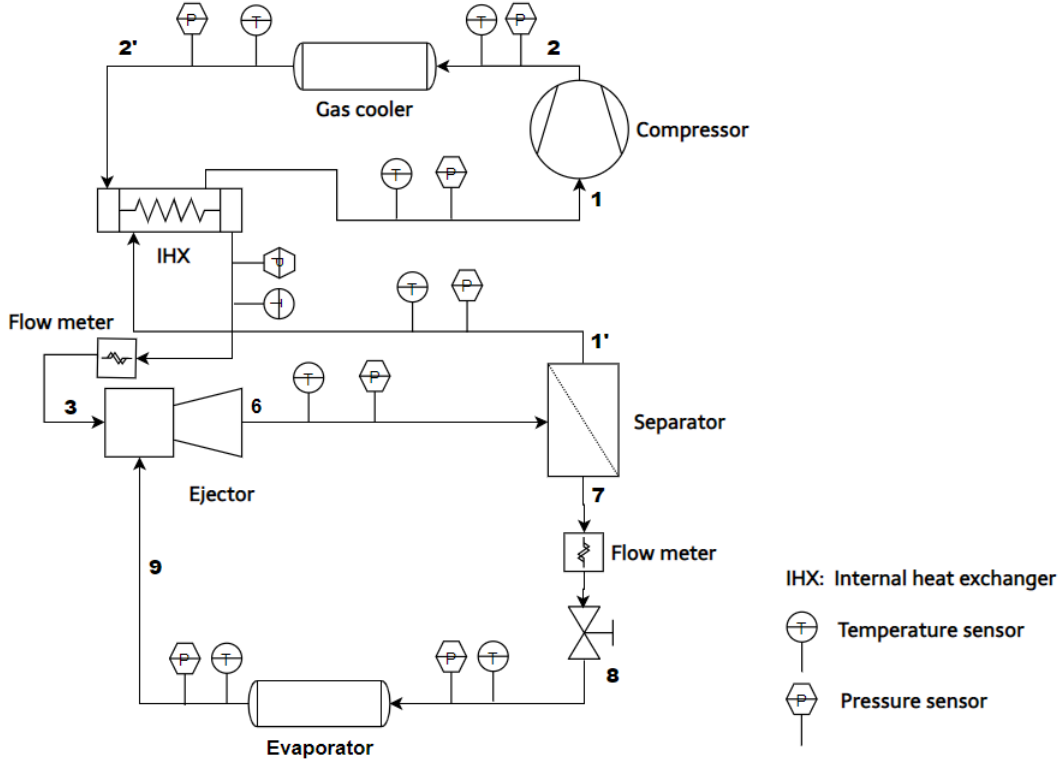 P
T
T
P
2'
2
Gas cooler
Compressor
T
P
1
IHX
P
T
T
P
Flow meter
1'
3
6
T
P
Separator
Ejector
7
Flow meter
9
IHX: Internal heat exchanger
T
Temperature sensor
P
T
P
T
8
P
Pressure sensor
Evaporator